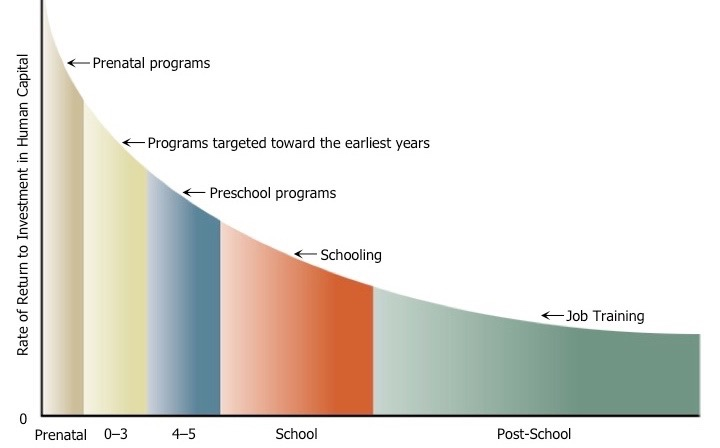 Rate of Return to Investment in Human Capital
Prenatal programs
Programs targeted toward the earliest years
Preschool programs
Schooling
Job Training
0
Prenatal
0–3
4–5
School
Post-School